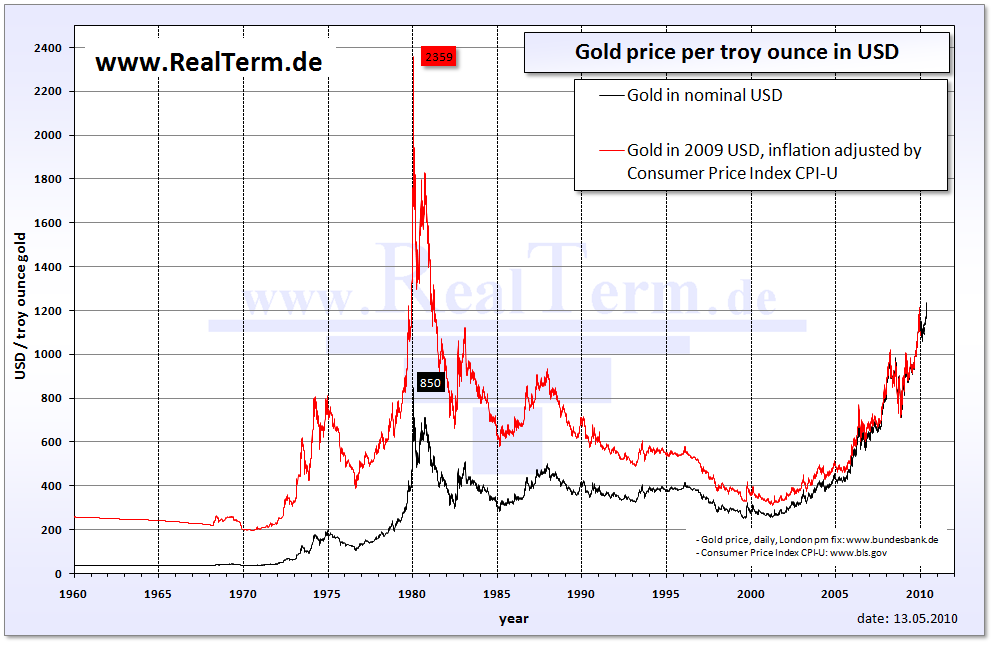 www.RealTerm.de
Gold price per troy ounce in USD
Gold in nominal USD
Gold in 2009 USD, inflation adjusted by
Consumer Price Index CPI-U
2359
850
www.RealTerm.de
USD / troy ounce gold
2400
2200
2000
1800
1600
1400
1200
1000
800
600
400
200
0
- Gold price, daily, London pm fix: www.bundesbank.de
- Consumer Price Index CPI-U: www.bls.gov
1960 1965 1970 1975 1980 1985 1990 1995 2000 2005 2010
year
date: 13.05.2010